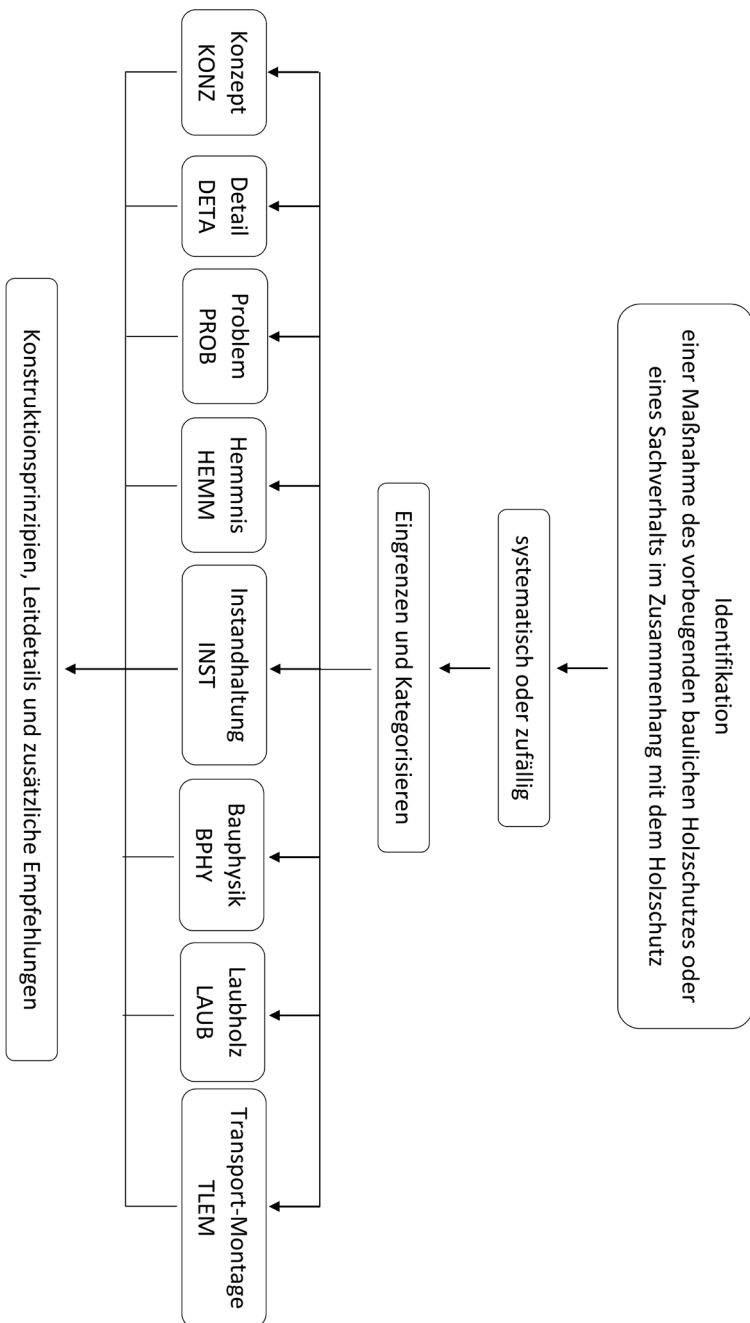 Identifikation
einer Maßnahme des vorbeugenden baulichen Holzschutzes oder
eines Sachverhalts im Zusammenhang mit dem Holzschutz
systematisch oder zufällig
Eingrenzen und Kategorisieren
Konzept
KONZ
Detail
DETA
Problem
PROB
Hemmnis
HEMM
Instandhaltung
INST
Bauphysik
BPHY
Laubholz
LAUB
Transport-Montage
TLEM
Konstruktionsprinzipien, Leitdetails und zusätzliche Empfehlungen